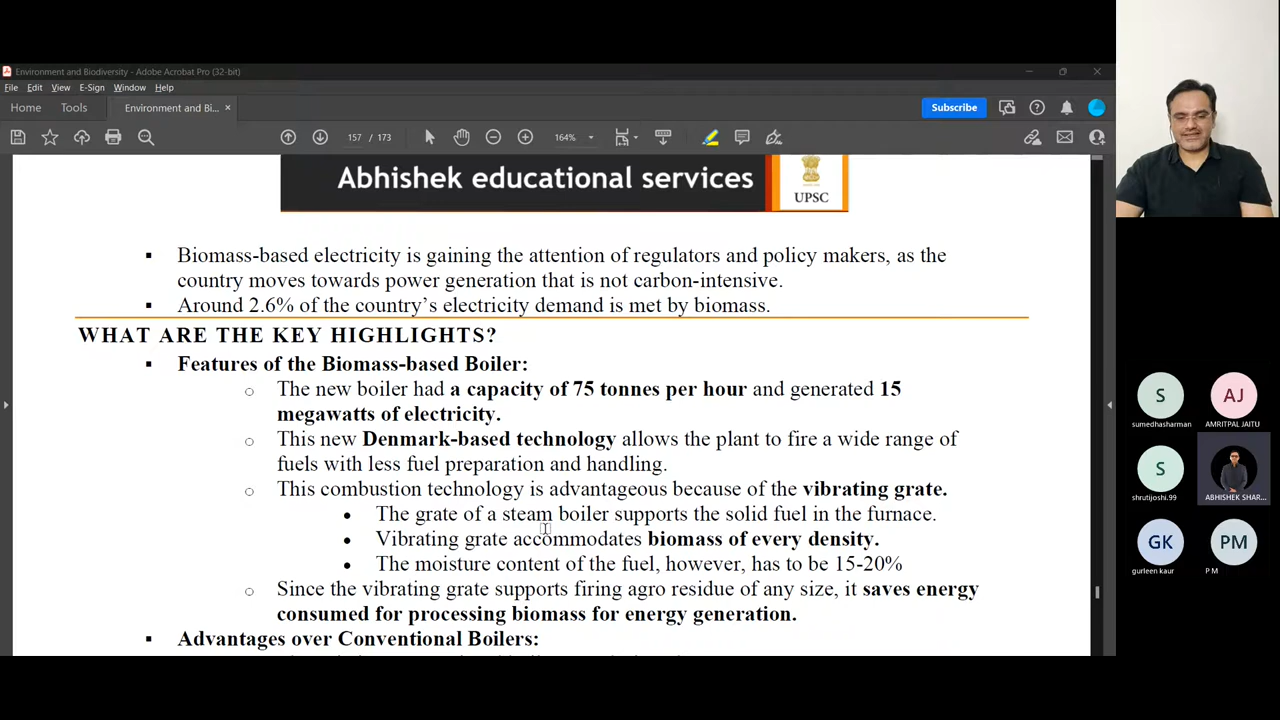 Environment and Biodiversity - Adobe Acrobat Pro (32-bit)
File Edit View E-Sign Window Help
Home Tools Environment and Bi... × Subscribe
157 / 173 164%
Abhishek educational services
UPSC
▪ Biomass-based electricity is gaining the attention of regulators and policy makers, as the
country moves towards power generation that is not carbon-intensive.
▪ Around 2.6% of the country's electricity demand is met by biomass.
WHAT ARE THE KEY HIGHLIGHTS?
▪ Features of the Biomass-based Boiler:
○ The new boiler had a capacity of 75 tonnes per hour and generated 15
megawatts of electricity.
○ This new Denmark-based technology allows the plant to fire a wide range of
fuels with less fuel preparation and handling.
○ This combustion technology is advantageous because of the vibrating grate.
• The grate of a steam boiler supports the solid fuel in the furnace.
• Vibrating grate accommodates biomass of every density.
• The moisture content of the fuel, however, has to be 15-20%
○ Since the vibrating grate supports firing agro residue of any size, it saves energy
consumed for processing biomass for energy generation.
▪ Advantages over Conventional Boilers:
S AJ
sumedhasharman AMRITPAL JAITU
S
shrutijoshi.99 ABHISHEK SHAR...
GK PM
gurleen kaur P M